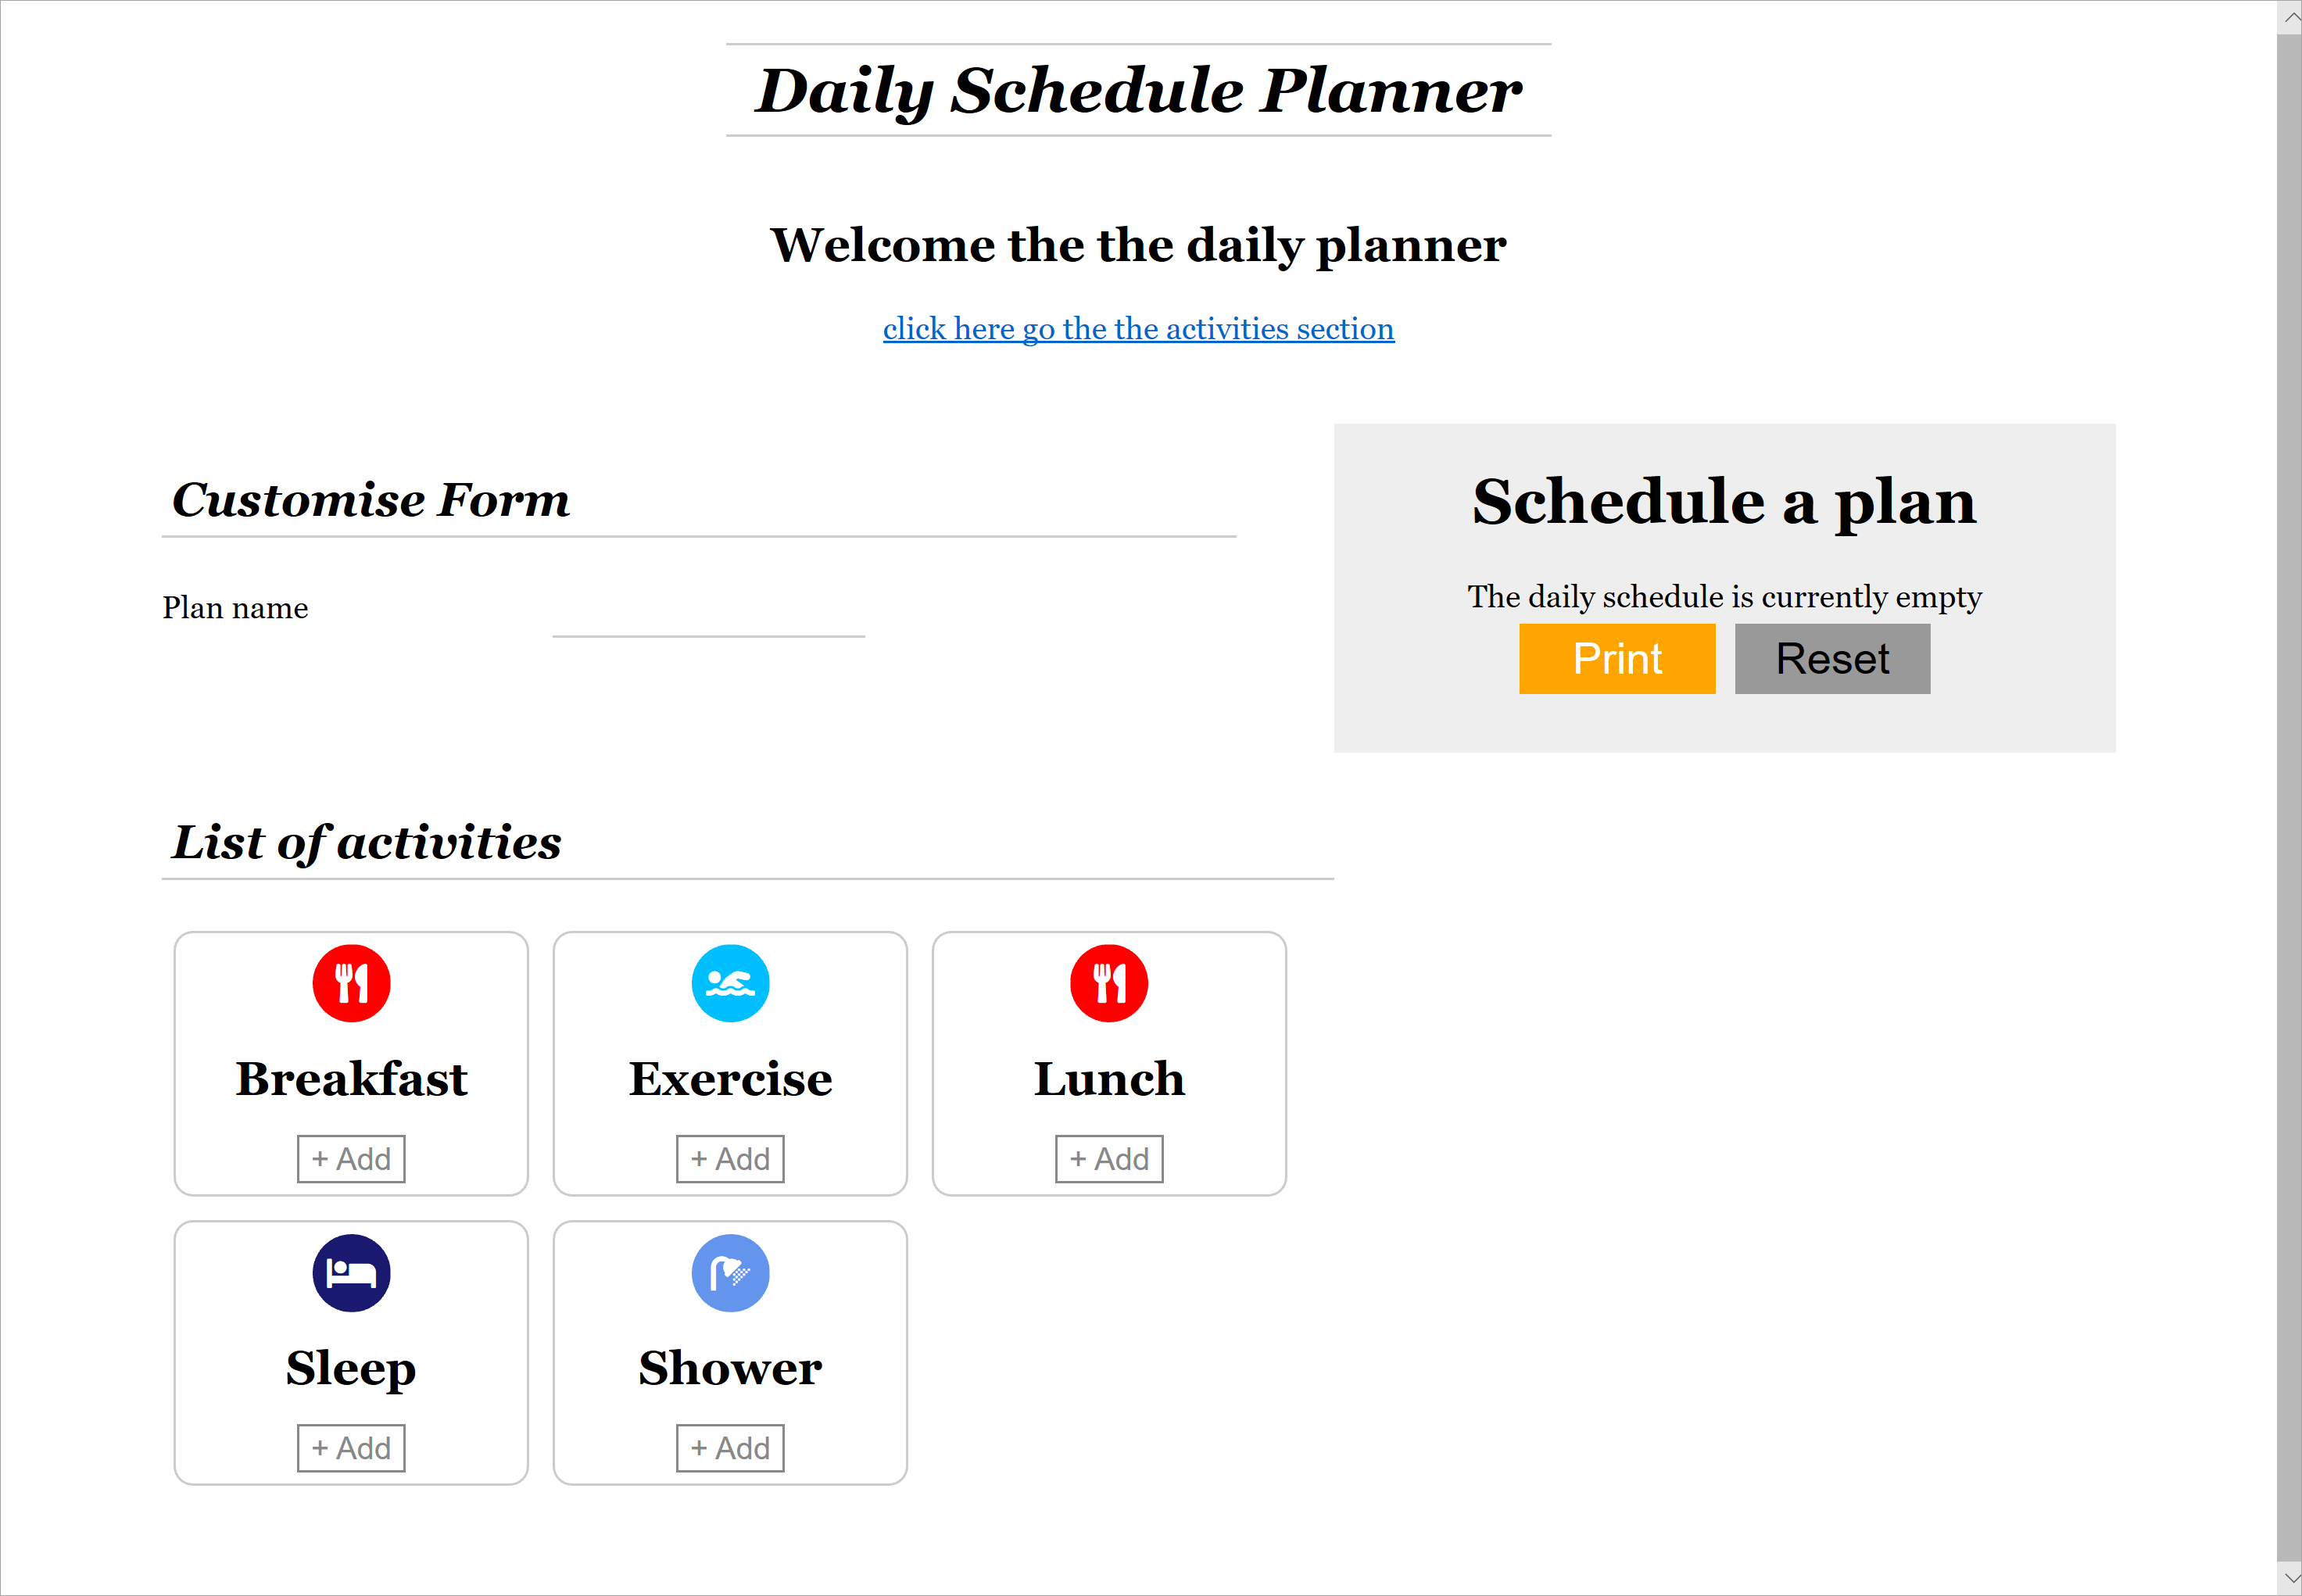 Daily Schedule Planner
Welcome the the daily planner
click here go the the activities section
Customise Form
Plan name
Schedule a plan
The daily schedule is currently empty
Print Reset
List of activities
Breakfast Exercise Lunch
+ Add + Add + Add
Sleep Shower
+ Add + Add